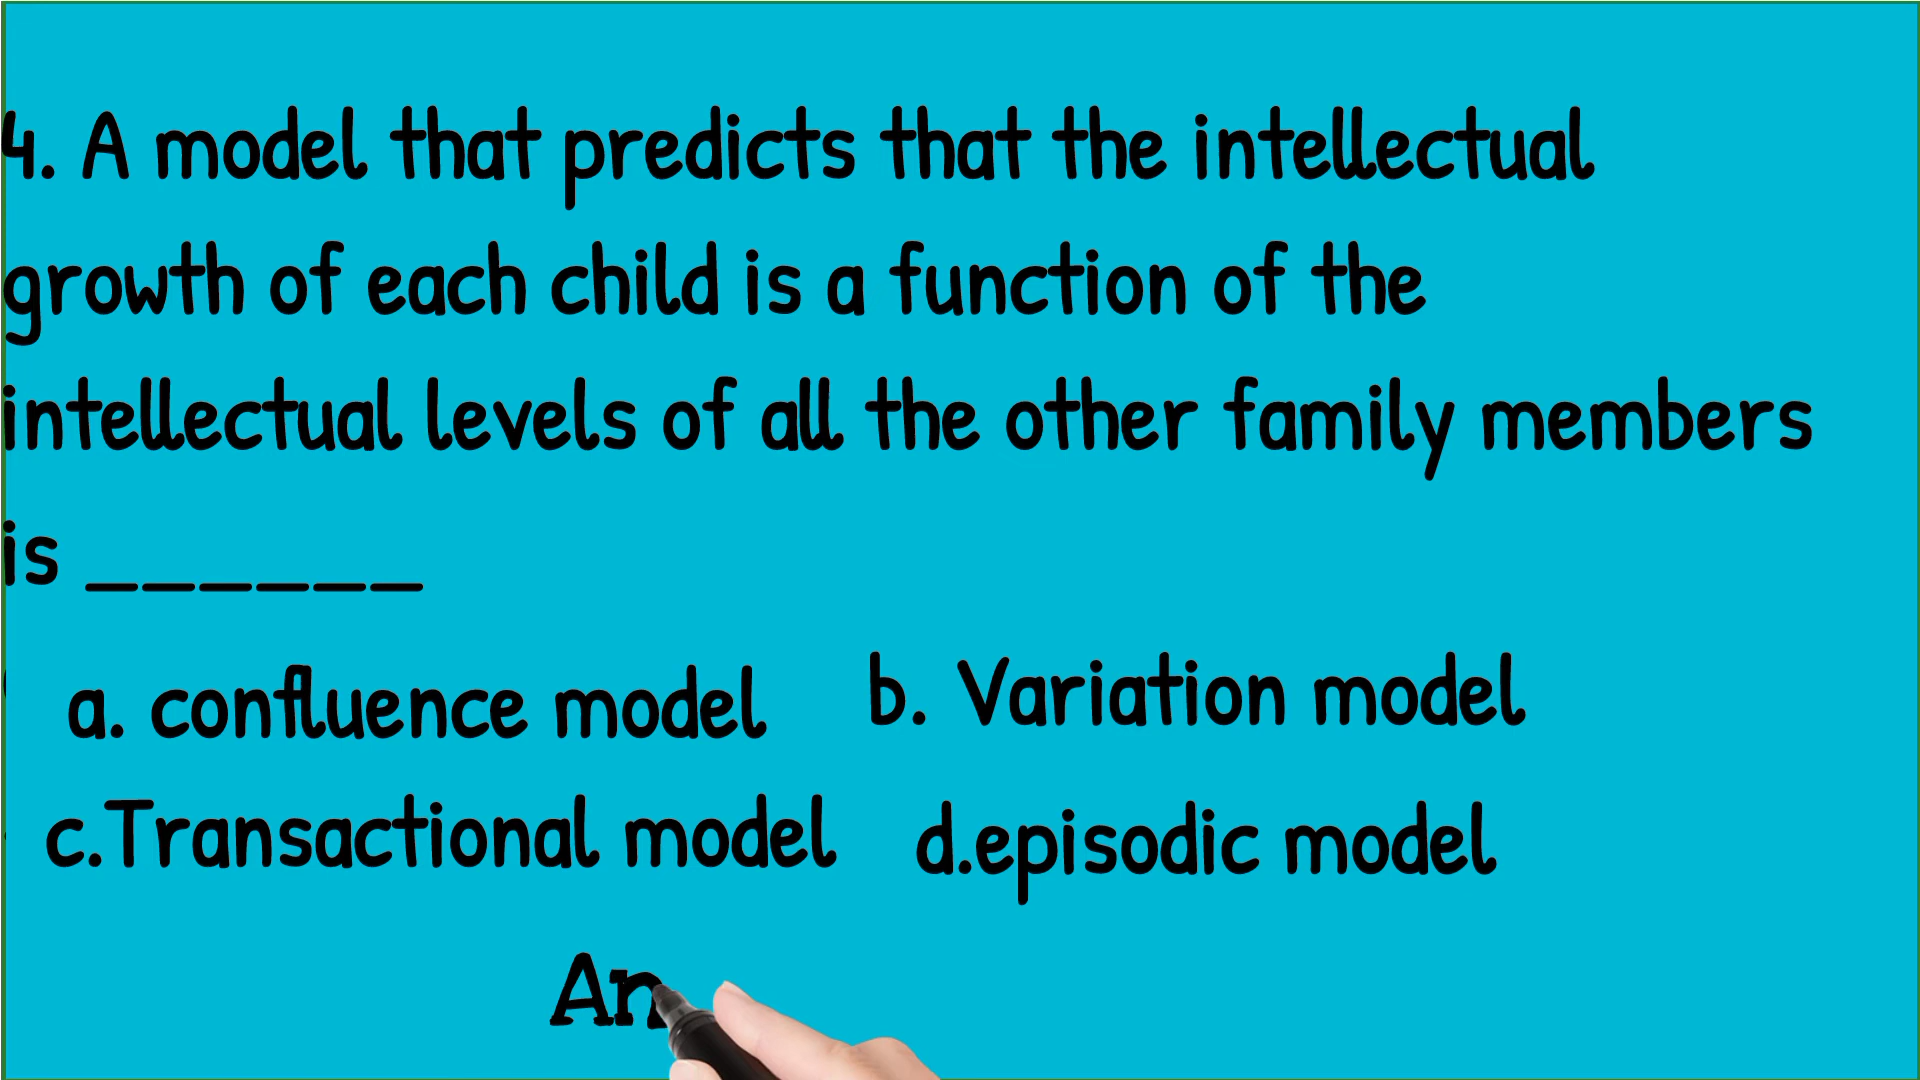 4. A model that predicts that the intellectual
growth of each child is a function of the
intellectual levels of all the other family members
is ______
a. confluence model b. Variation model
c.Transactional model d.episodic model
An